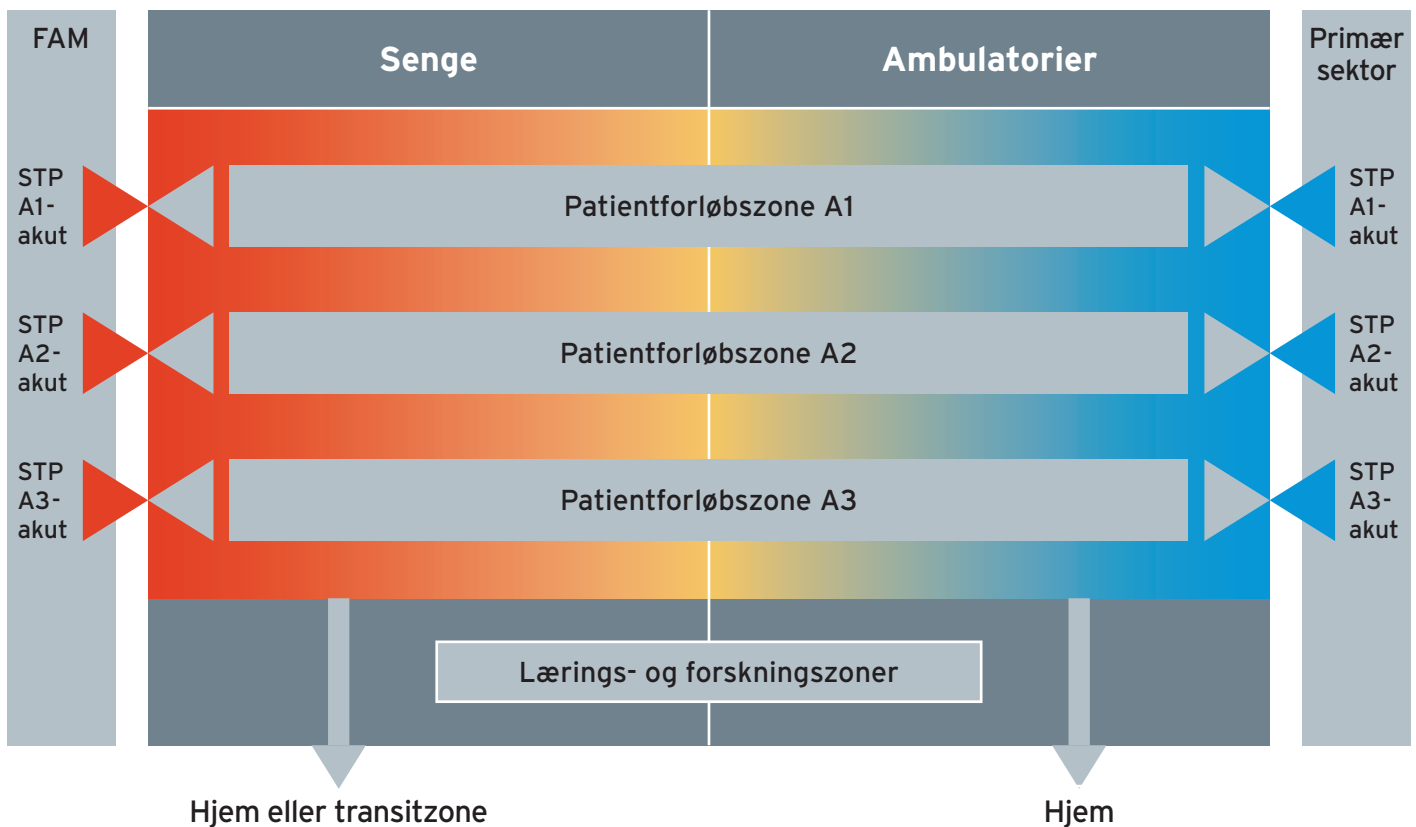 FAM
Senge
Ambulatorier
Primær
sektor
STP
A1-
akut
Patientforløbszone A1
STP
A1-
akut
STP
A2-
akut
Patientforløbszone A2
STP
A2-
akut
STP
A3-
akut
Patientforløbszone A3
STP
A3-
akut
Lærings- og forskningszoner
Hjem eller transitzone
Hjem